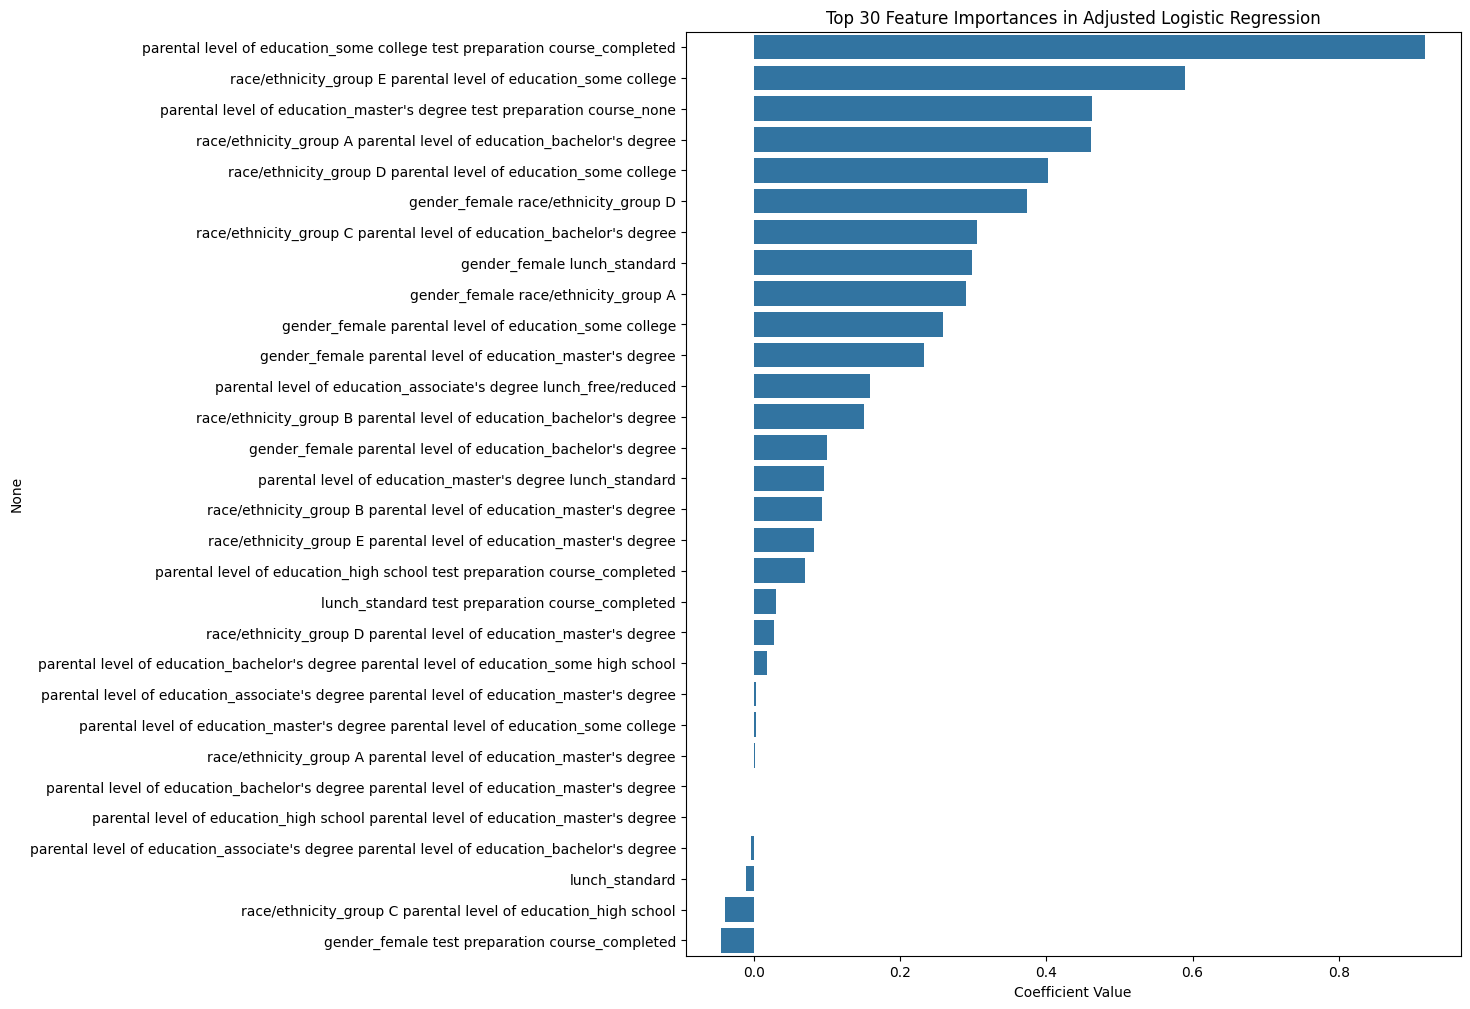 Top 30 Feature Importances in Adjusted Logistic Regression
parental level of education_some college test preparation course_completed
race/ethnicity_group E parental level of education_some college
parental level of education_master's degree test preparation course_none
race/ethnicity_group A parental level of education_bachelor's degree
race/ethnicity_group D parental level of education_some college
gender_female race/ethnicity_group D
race/ethnicity_group C parental level of education_bachelor's degree
gender_female lunch_standard
gender_female race/ethnicity_group A
gender_female parental level of education_some college
gender_female parental level of education_master's degree
parental level of education_associate's degree lunch_free/reduced
race/ethnicity_group B parental level of education_bachelor's degree
gender_female parental level of education_bachelor's degree
parental level of education_master's degree lunch_standard
race/ethnicity_group B parental level of education_master's degree
race/ethnicity_group E parental level of education_master's degree
parental level of education_high school test preparation course_completed
lunch_standard test preparation course_completed
race/ethnicity_group D parental level of education_master's degree
parental level of education_bachelor's degree parental level of education_some high school
parental level of education_associate's degree parental level of education_master's degree
parental level of education_master's degree parental level of education_some college
race/ethnicity_group A parental level of education_master's degree
parental level of education_bachelor's degree parental level of education_master's degree
parental level of education_high school parental level of education_master's degree
parental level of education_associate's degree parental level of education_bachelor's degree
lunch_standard
race/ethnicity_group C parental level of education_high school
gender_female test preparation course_completed
None
0.0 0.2 0.4 0.6 0.8
Coefficient Value